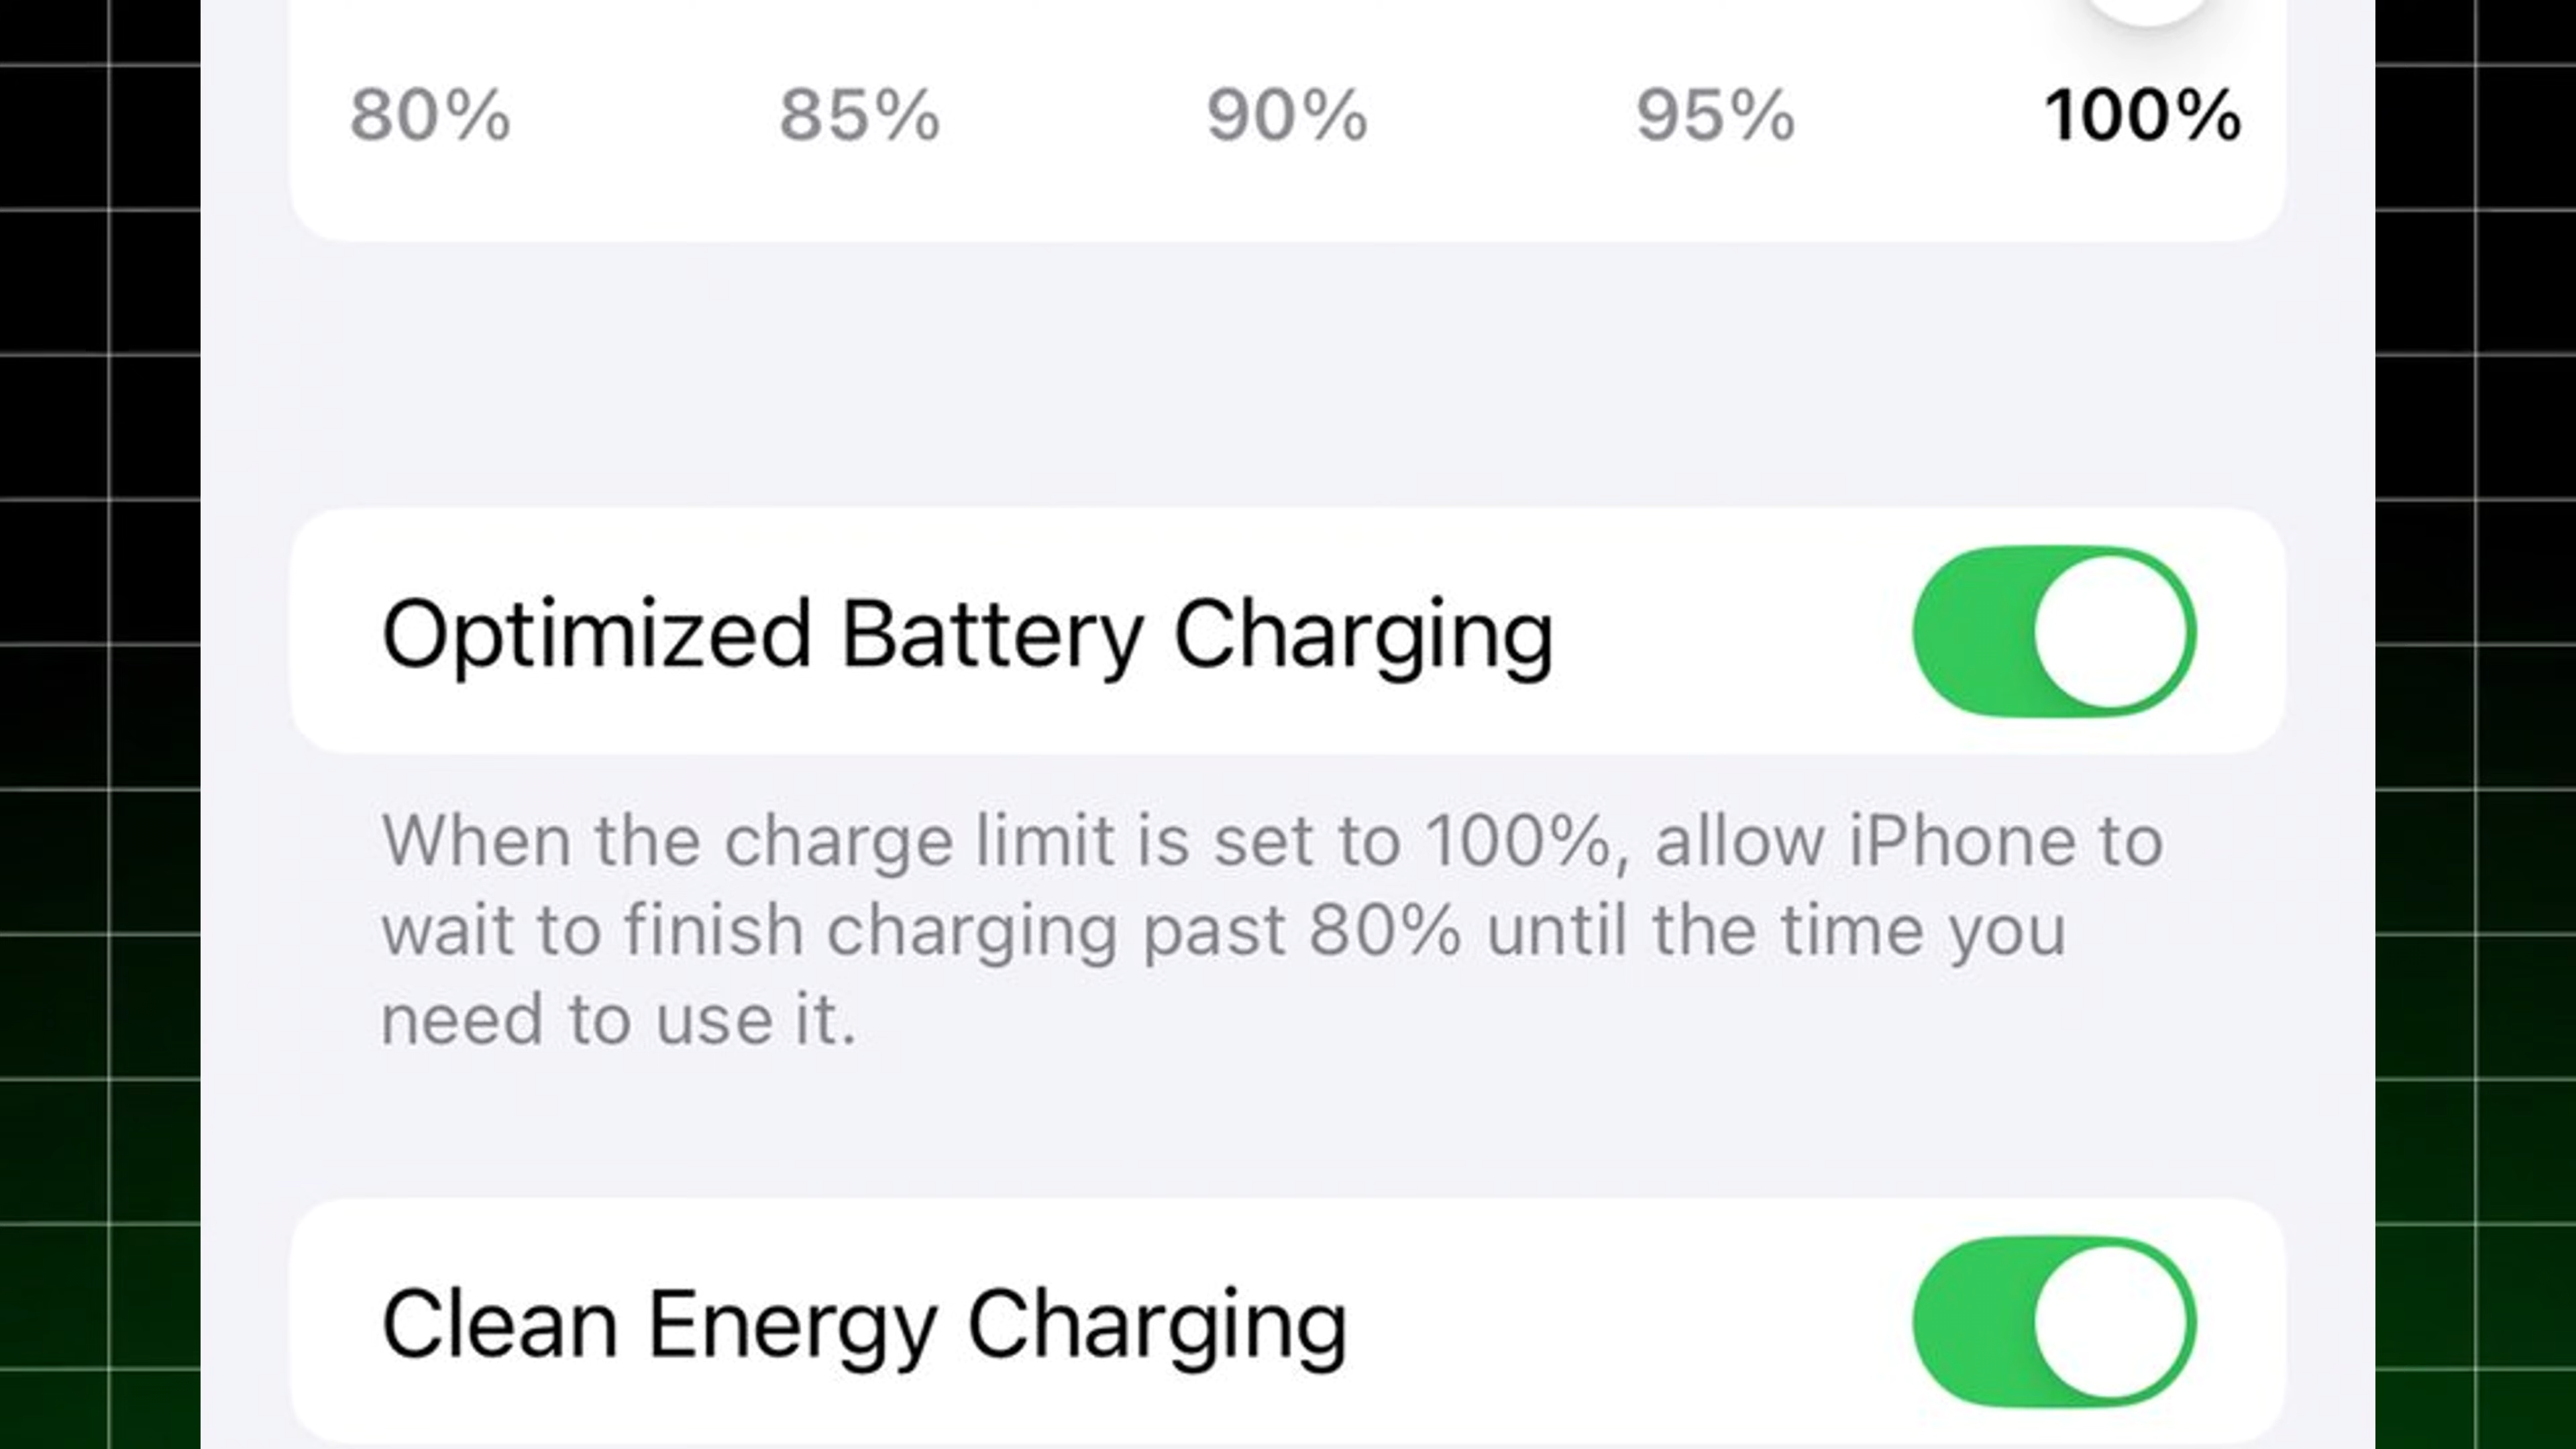 80% 85% 90% 95% 100%
Optimized Battery Charging
When the charge limit is set to 100%, allow iPhone to
wait to finish charging past 80% until the time you
need to use it.
Clean Energy Charging